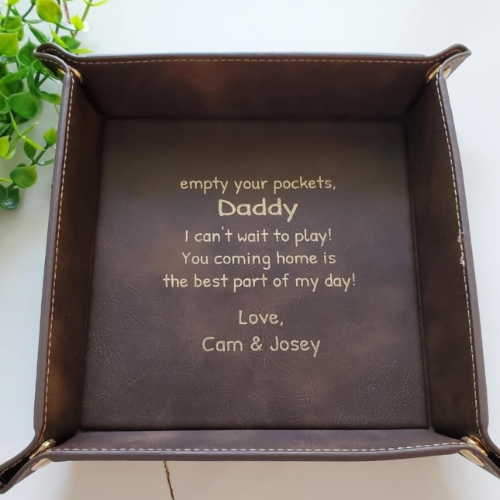 empty your pockets,
Daddy
I can't wait to play!
You coming home is
the best part of my day!
Love,
Cam & Josey